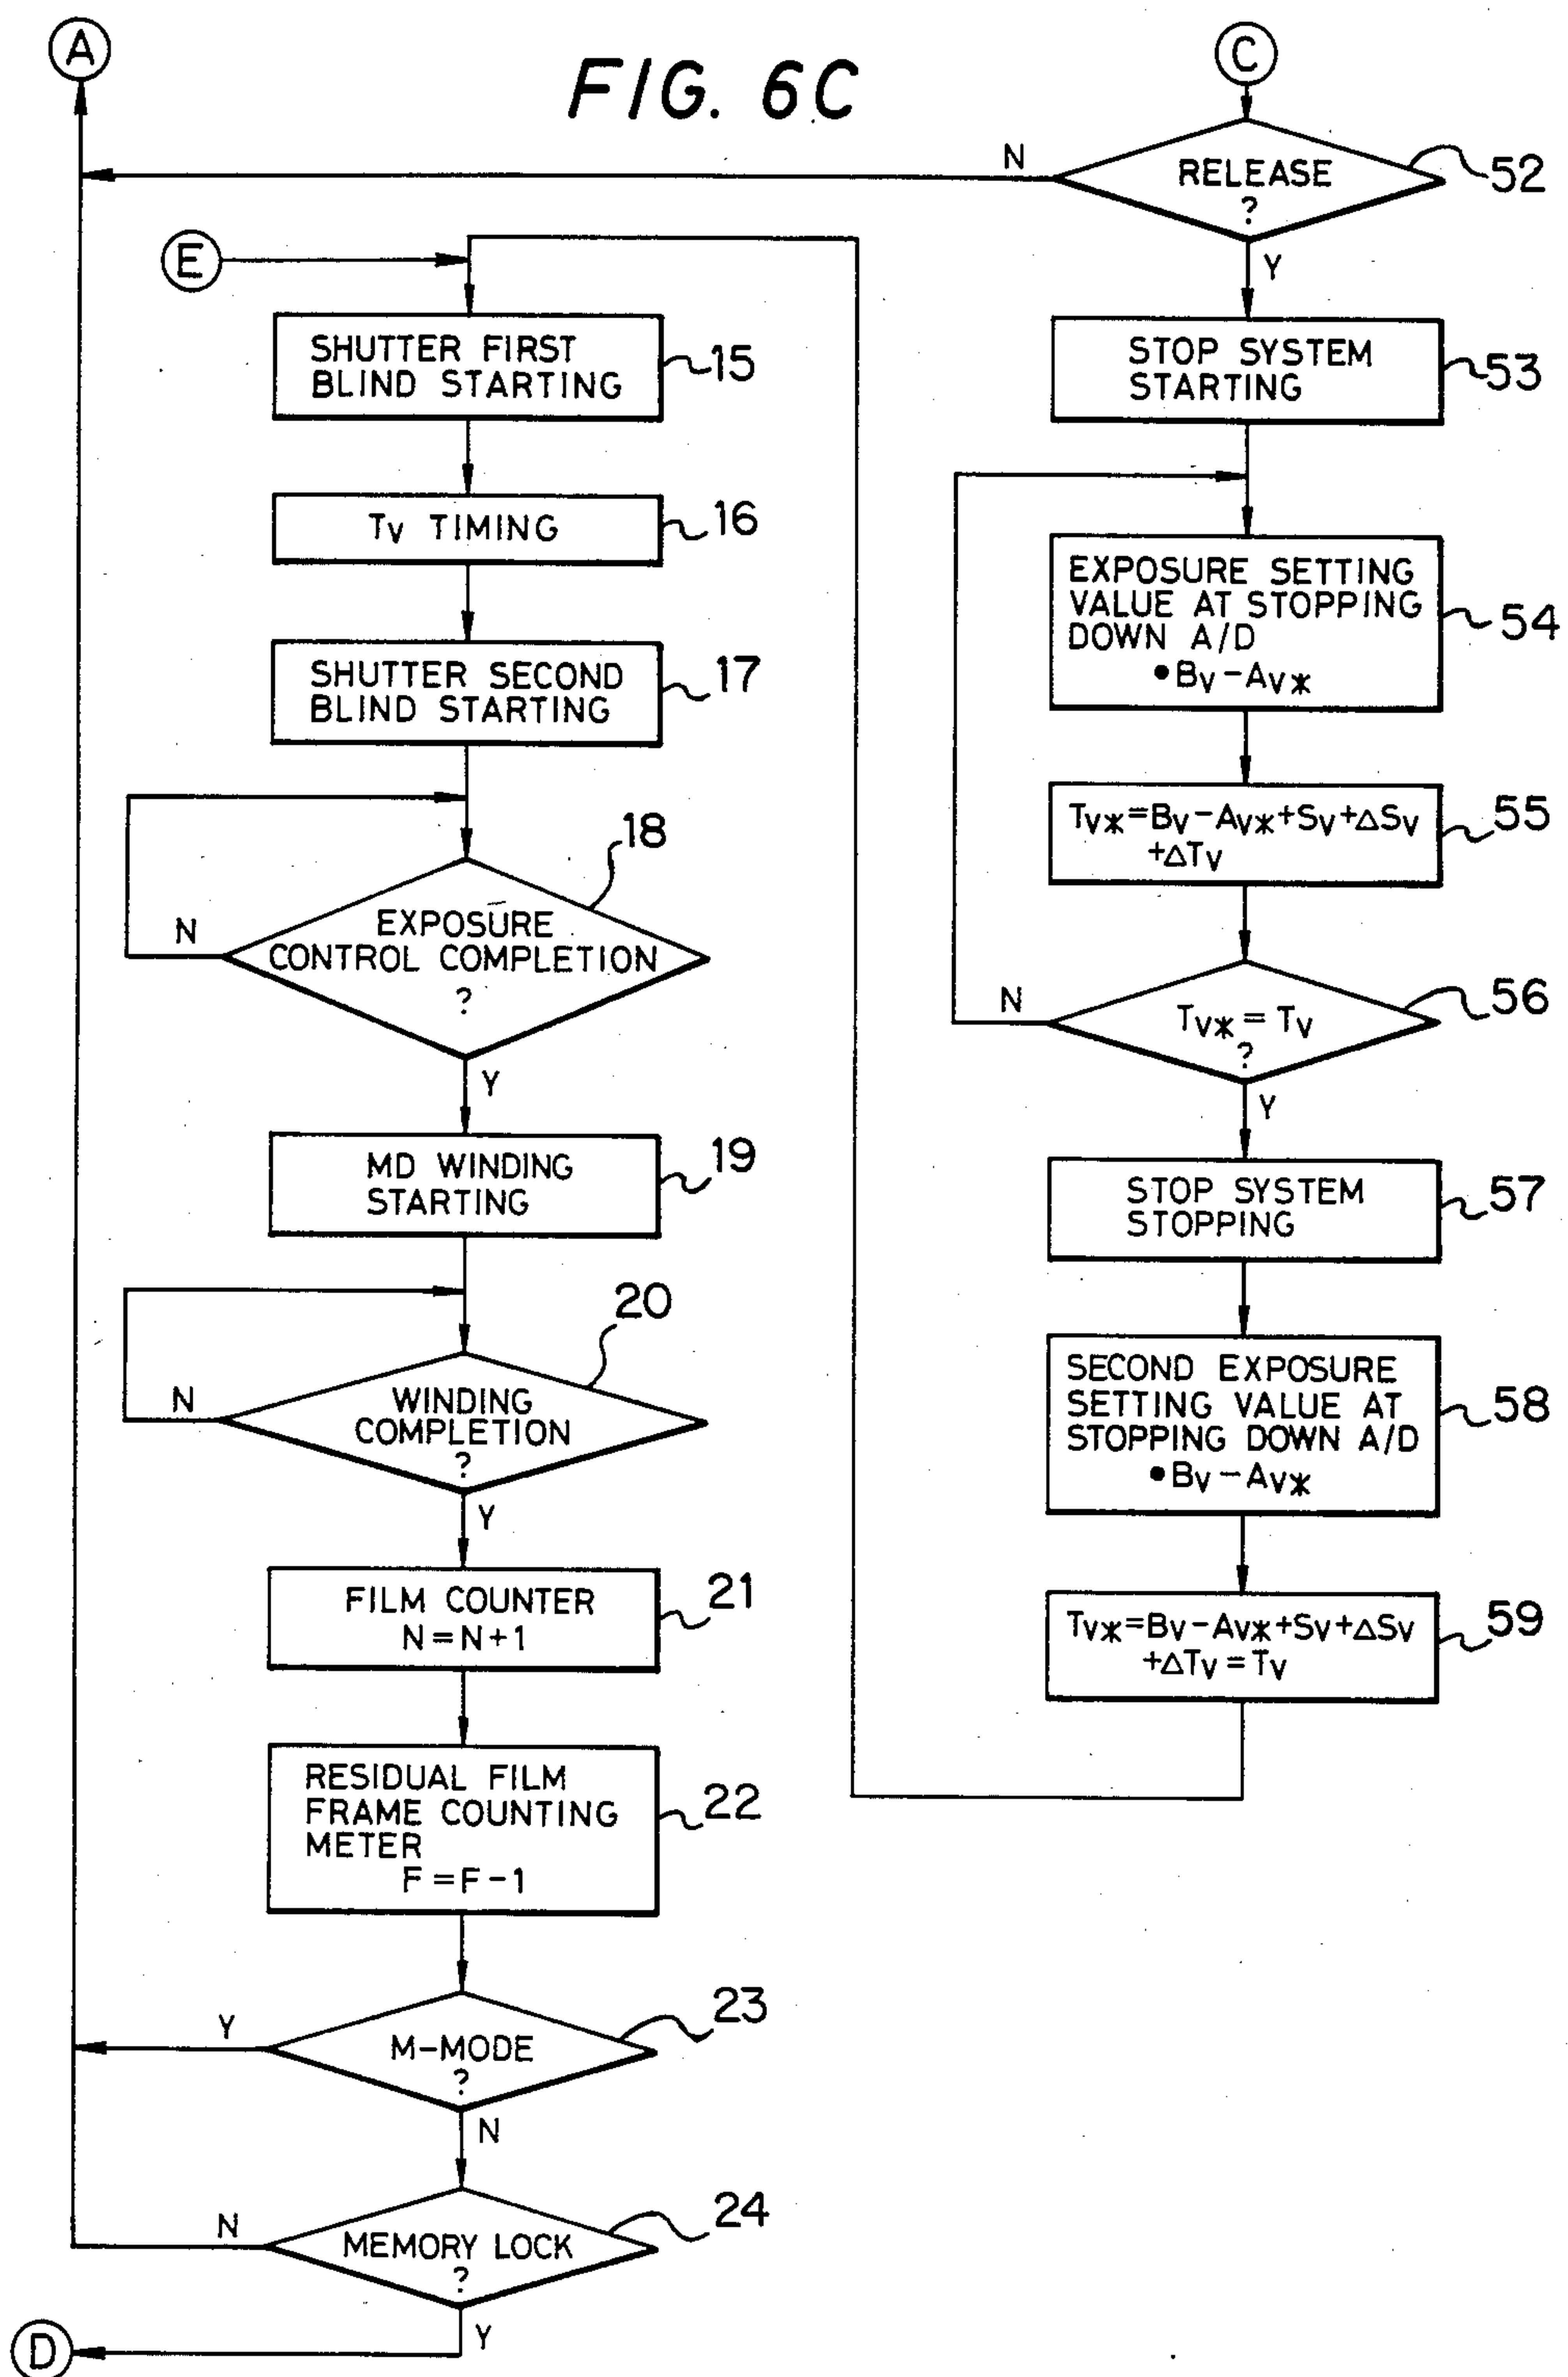 FIG. 6C
A
C
RELEASE
?
52
N
Y
E
SHUTTER FIRST
BLIND STARTING
15
TV TIMING
16
SHUTTER SECOND
BLIND STARTING
17
EXPOSURE
CONTROL COMPLETION
?
18
N
Y
MD WINDING
STARTING
19
WINDING
COMPLETION
?
20
N
Y
FILM COUNTER
N=N+1
21
RESIDUAL FILM
FRAME COUNTING
METER
F=F-1
22
M-MODE
?
23
Y
N
MEMORY LOCK
?
24
N
Y
D
STOP SYSTEM
STARTING
53
EXPOSURE SETTING
VALUE AT STOPPING
DOWN A/D
•BV-AV*
54
TV*=BV-AV*+SV+ΔSV
+ΔTV
55
TV*=TV
?
56
N
Y
STOP SYSTEM
STOPPING
57
SECOND EXPOSURE
SETTING VALUE AT
STOPPING DOWN A/D
•BV-AV*
58
TV*=BV-AV*+SV+ΔSV
+ΔTV=TV
59